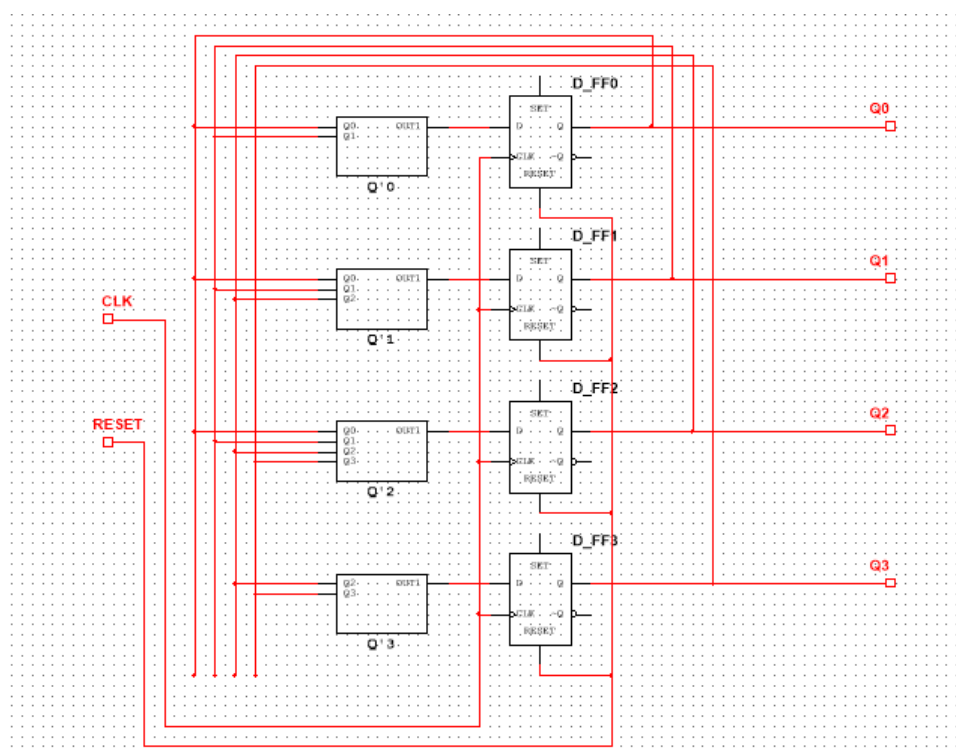 D_FF0
SET
D Q
CLK ~Q
RESET
Q0. OUT1
Q1.
Q'0
Q0
D_FF1
SET
D Q
CLK ~Q
RESET
Q0. OUT1
Q1.
Q2.
Q'1
Q1
CLK
D_FF2
SET
D Q
CLK ~Q
RESET
Q0. OUT1
Q1.
Q2.
Q3.
Q'2
Q2
RESET
D_FF3
SET
D Q
CLK ~Q
RESET
Q2. OUT1
Q3.
Q'3
Q3